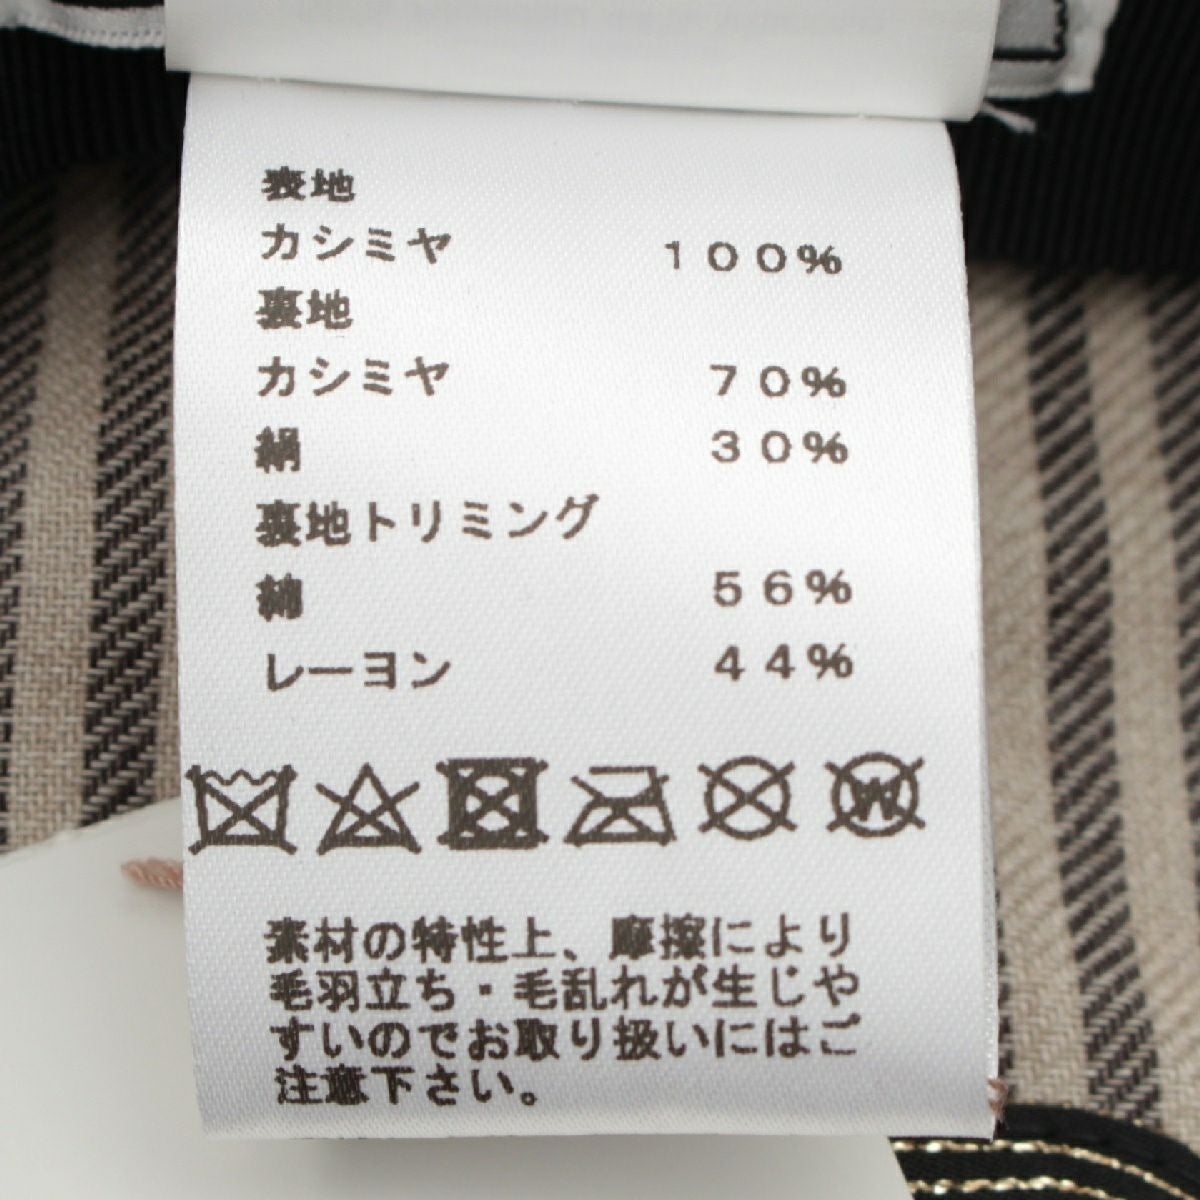 表地
カシミヤ １００％
裏地
カシミヤ ７０％
絹 ３０％
裏地トリミング
綿 ５６％
レーヨン ４４％
W
素材の特性上、摩擦により
毛羽立ち・毛乱れが生じや
すいのでお取り扱いにはご
注意下さい。